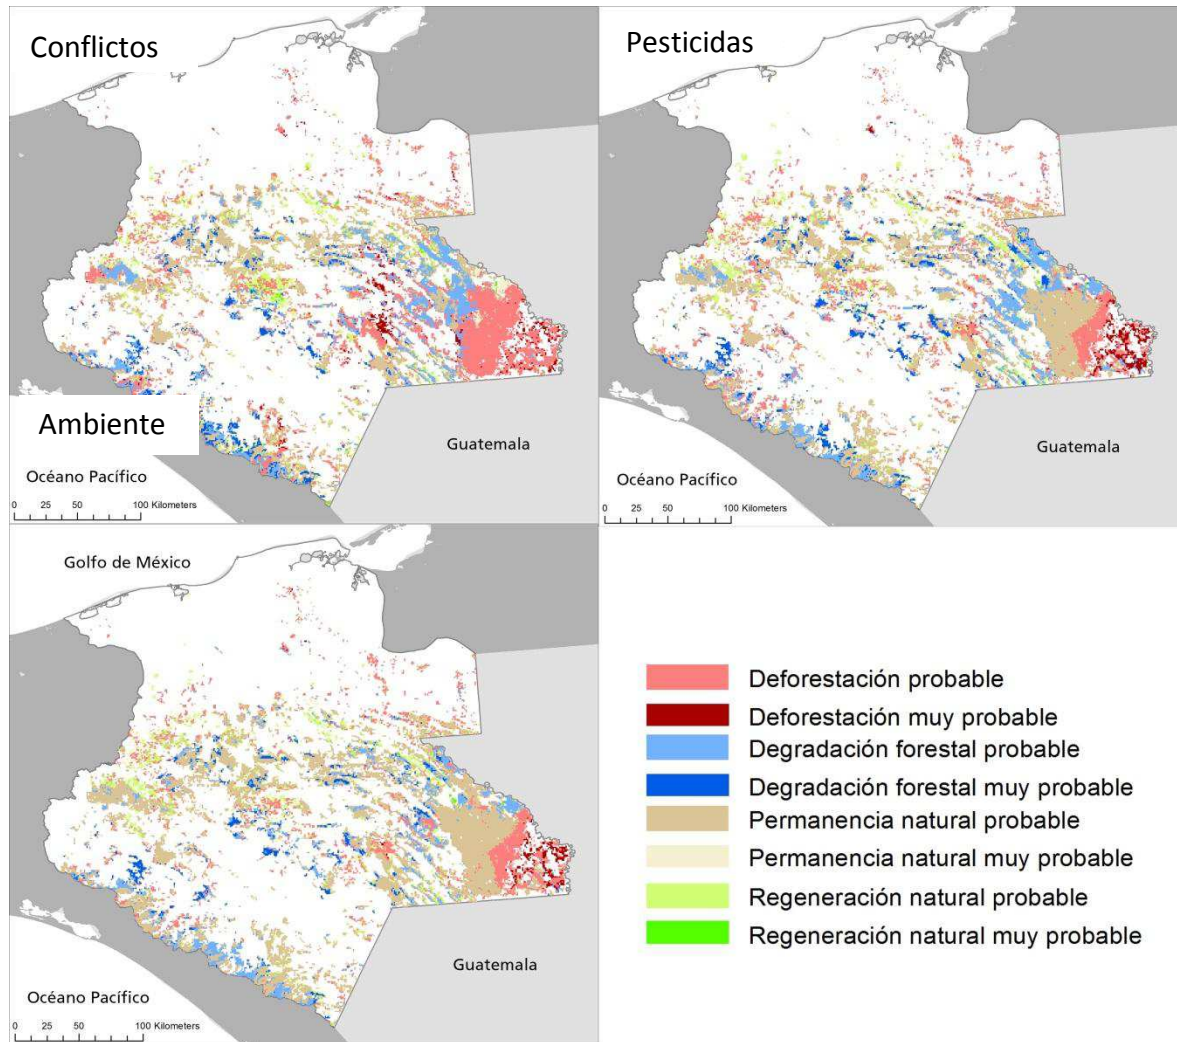 Conflictos
Pesticidas
Ambiente
Guatemala
Océano Pacífico
0 25 50 100 Kilometers
Guatemala
Océano Pacífico
0 25 50 100 Kilometers
Golfo de México
Guatemala
Océano Pacífico
0 25 50 100 Kilometers
Deforestación probable
Deforestación muy probable
Degradación forestal probable
Degradación forestal muy probable
Permanencia natural probable
Permanencia natural muy probable
Regeneración natural probable
Regeneración natural muy probable